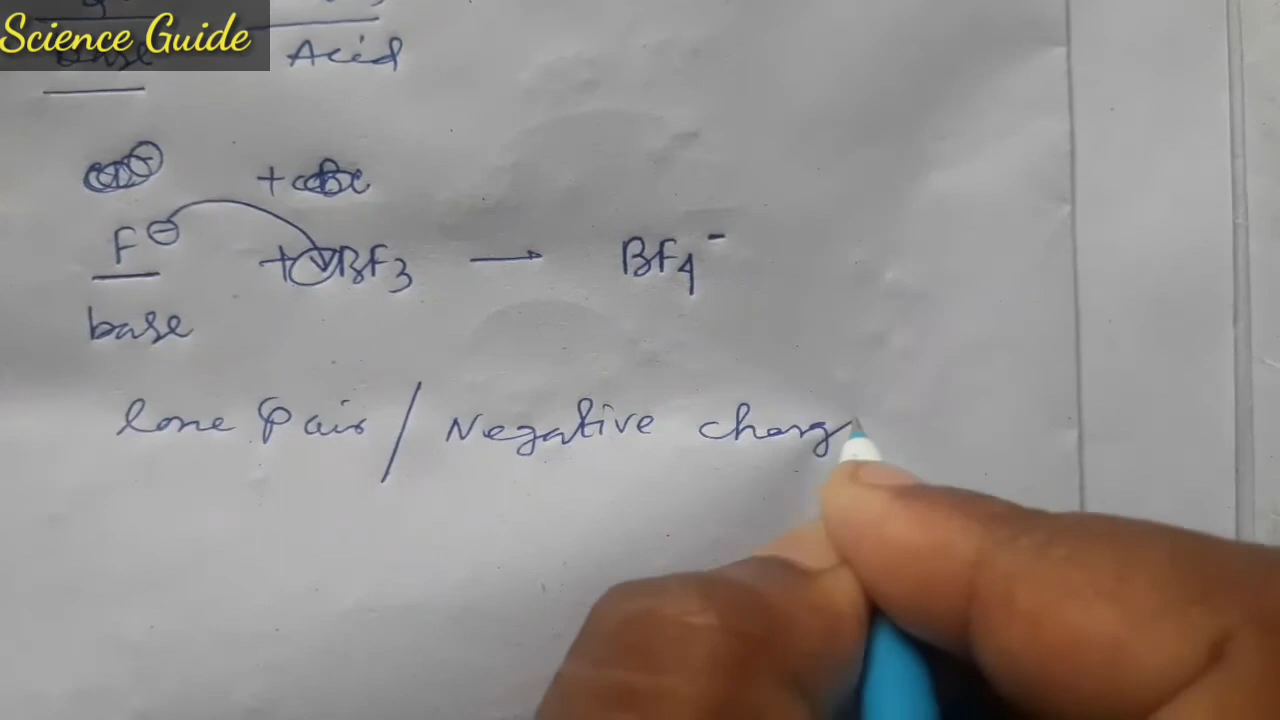 Science Guide
Acid
F⊖ + BF3 → BF4-
base
lone Pair / Negative charg